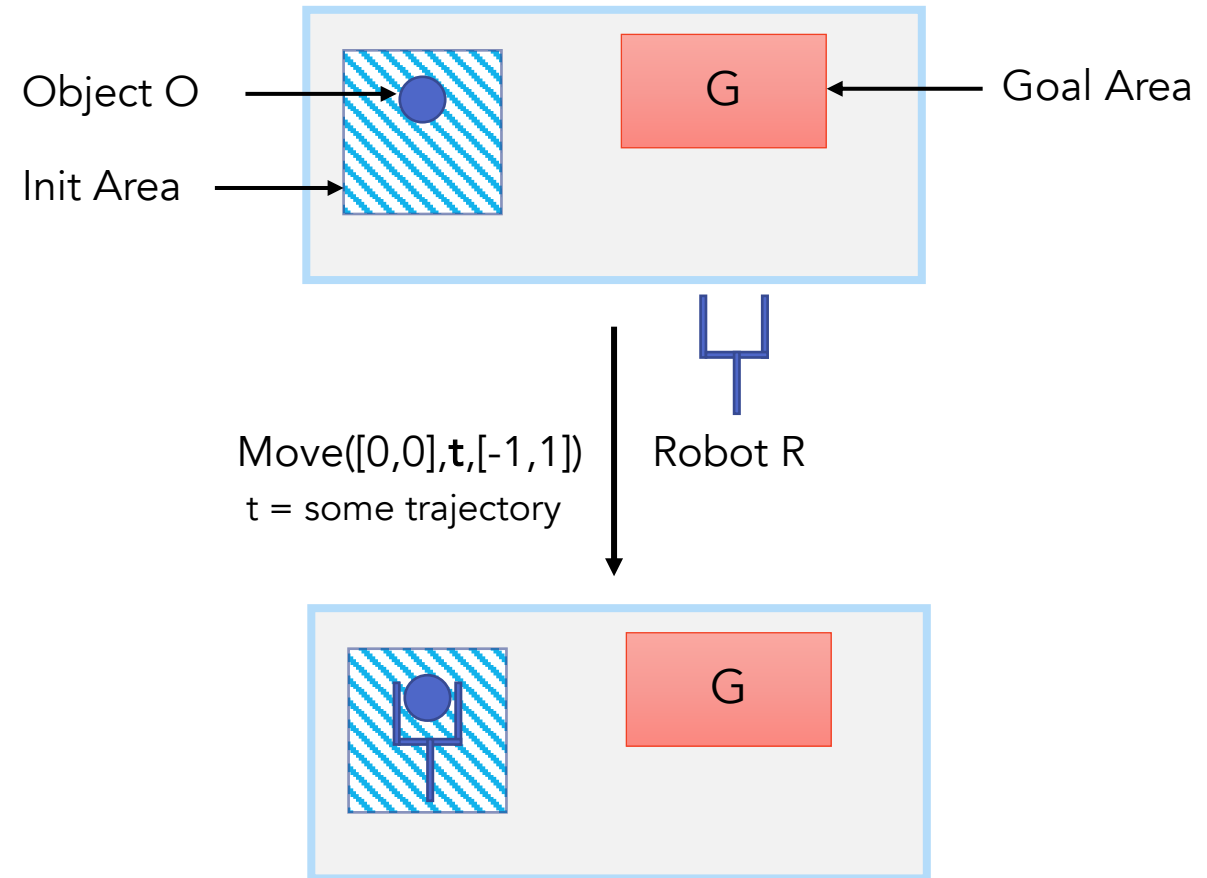 Object O
G
Goal Area
Init Area
Move([0,0],t,[-1,1])
Robot R
t = some trajectory
G